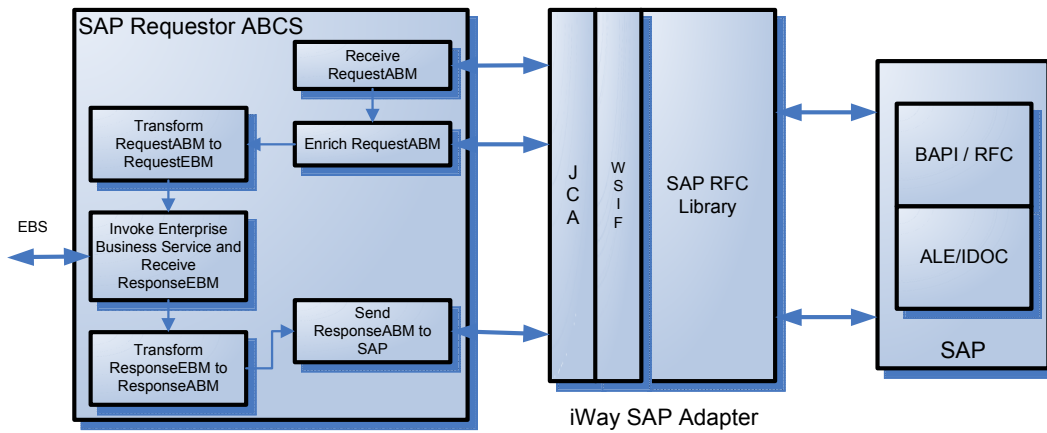 SAP Requestor ABCS
Receive
RequestABM
Enrich RequestABM
Transform
RequestABM to
RequestEBM
EBS
Invoke Enterprise
Business Service and
Receive
ResponseEBM
Transform
ResponseEBM to
ResponseABM
Send
ResponseABM to
SAP
J
C
A
W
S
I
F
SAP RFC
Library
iWay SAP Adapter
BAPI / RFC
ALE/IDOC
SAP